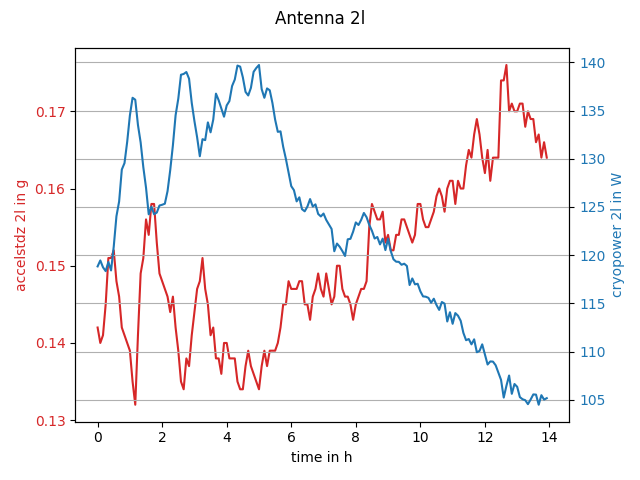 Antenna 2l
0.17
0.16
0.15
0.14
0.13
accelstdz 2l in g
140
135
130
125
120
115
110
105
cryopower 2l in W
0 2 4 6 8 10 12 14
time in h